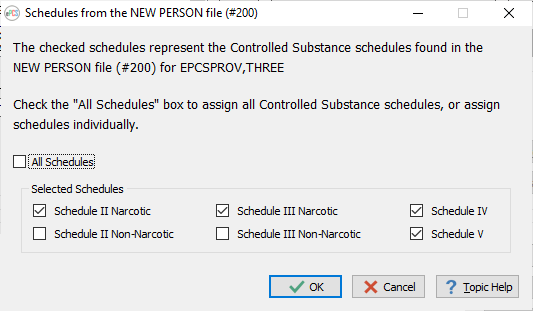 ePCS Schedules from the NEW PERSON file (#200)
The checked schedules represent the Controlled Substance schedules found in the
NEW PERSON file (#200) for EPCSPROV,THREE
Check the "All Schedules" box to assign all Controlled Substance schedules, or assign
schedules individually.
All Schedules
Selected Schedules
Schedule II Narcotic Schedule III Narcotic Schedule IV
Schedule II Non-Narcotic Schedule III Non-Narcotic Schedule V
OK Cancel ? Topic Help